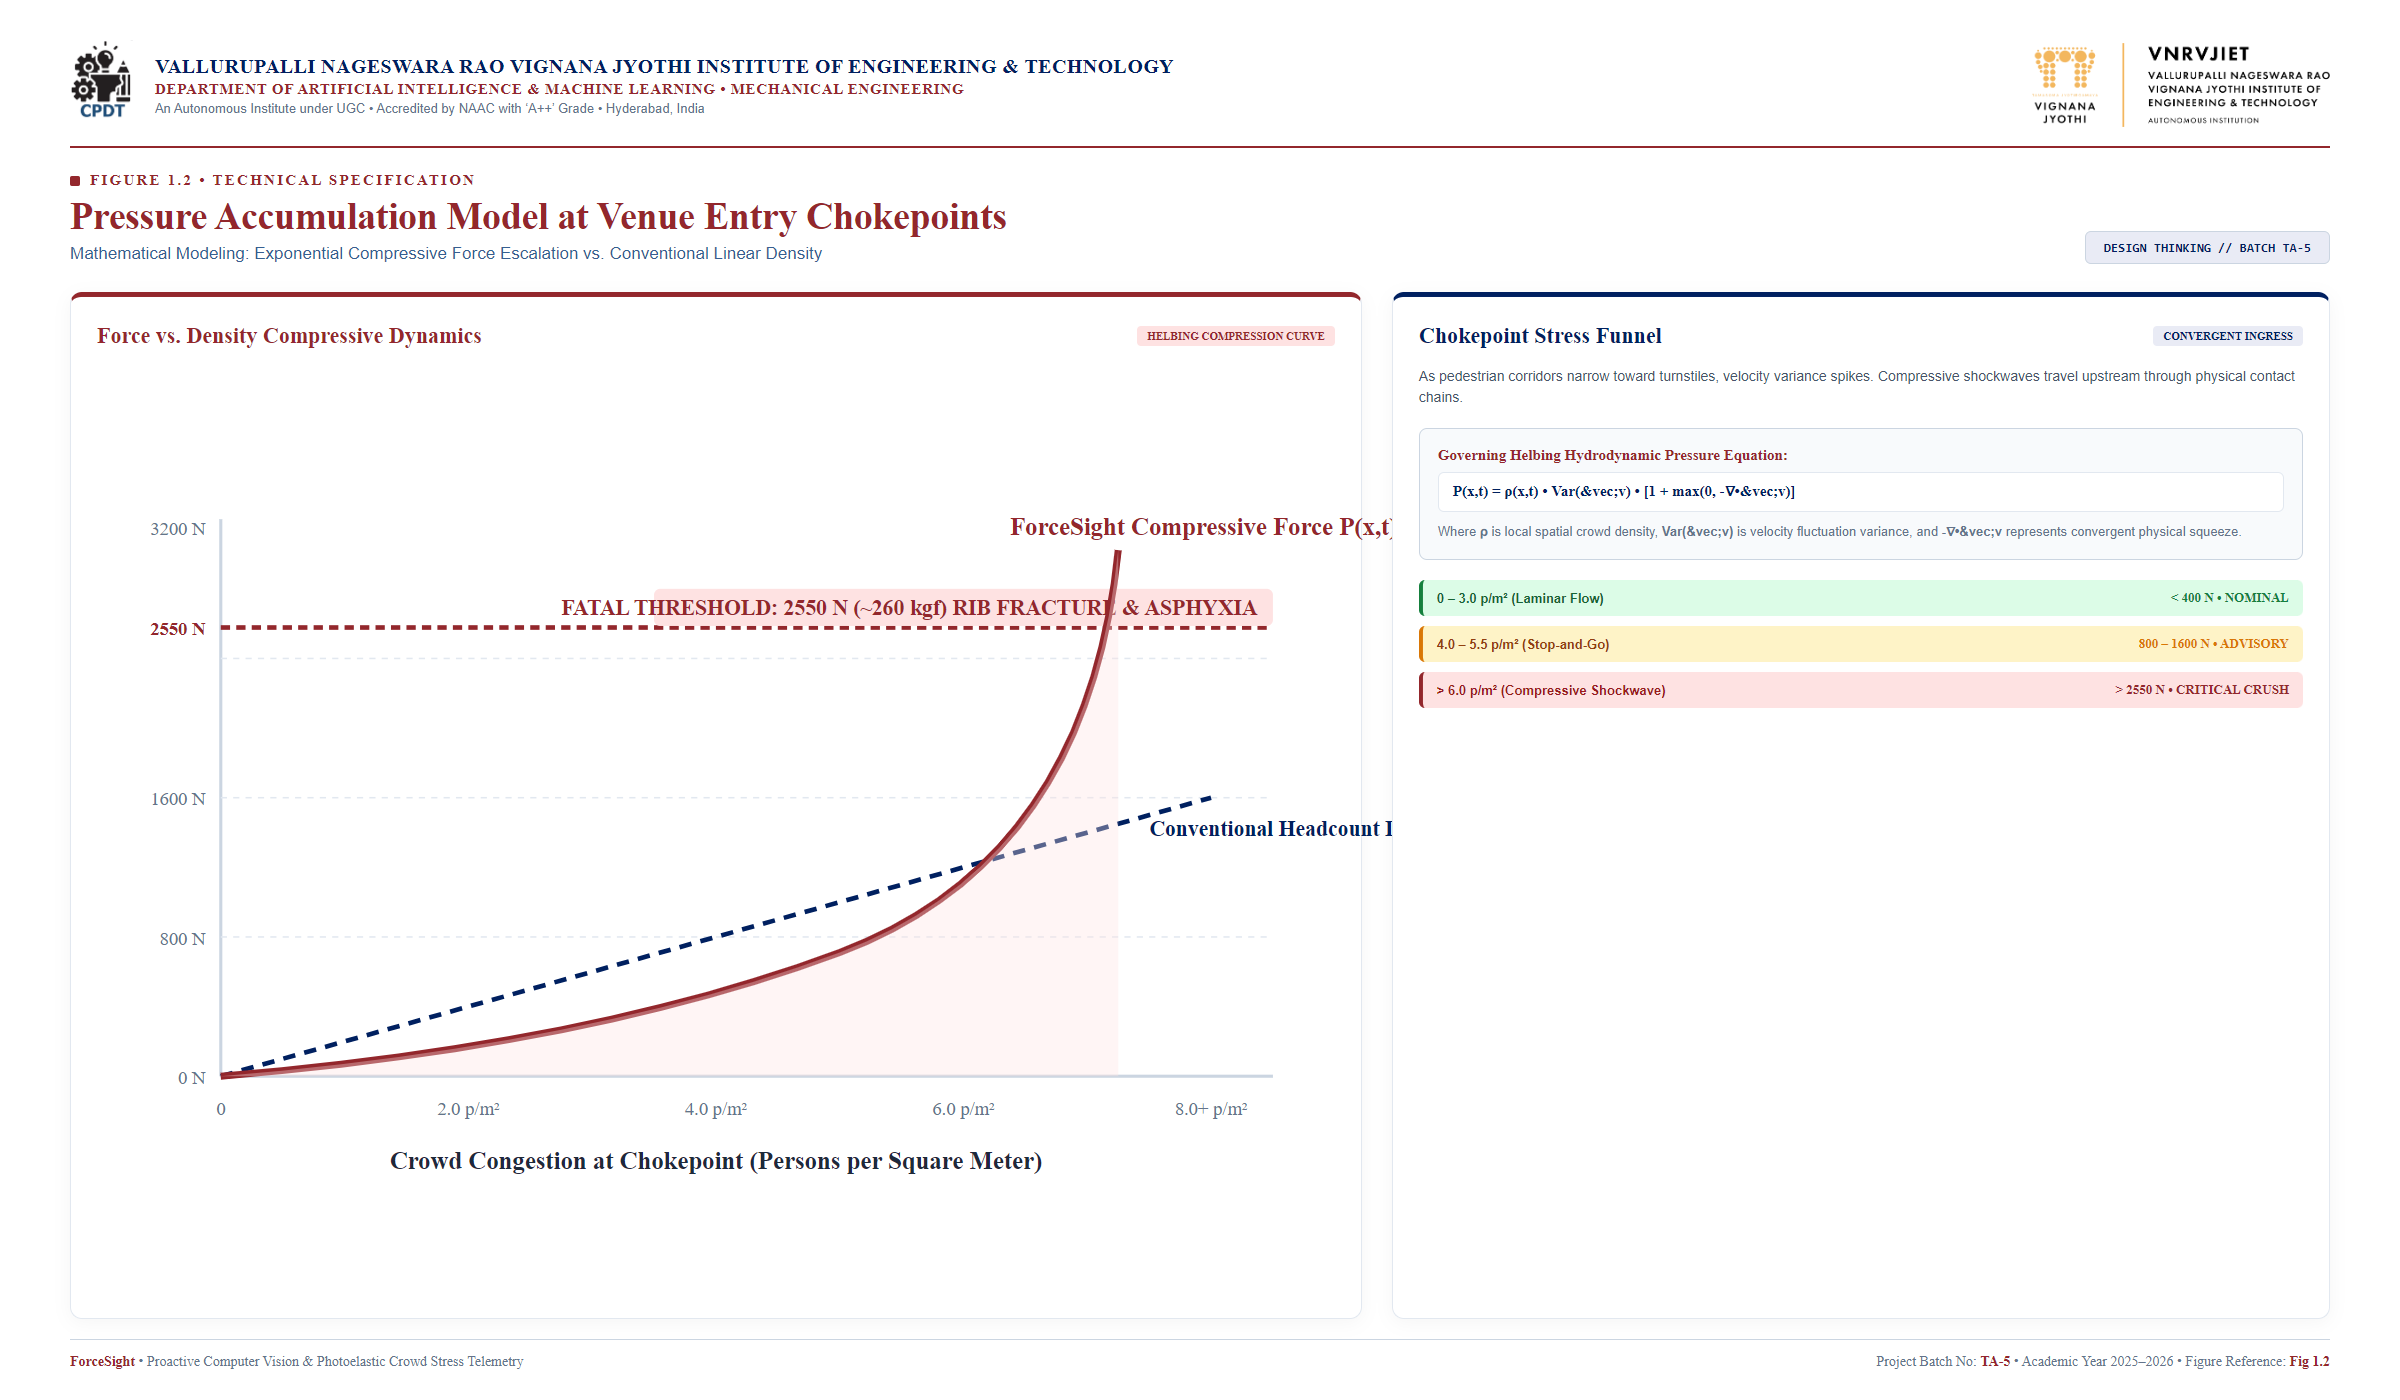 CPDT
VALLURUPALLI NAGESWARA RAO VIGNANA JYOTHI INSTITUTE OF ENGINEERING & TECHNOLOGY
DEPARTMENT OF ARTIFICIAL INTELLIGENCE & MACHINE LEARNING • MECHANICAL ENGINEERING
An Autonomous Institute under UGC • Accredited by NAAC with ‘A++’ Grade • Hyderabad, India
VIGNANA
JYOTHI
VNRVJIET
VALLURUPALLI NAGESWARA RAO
VIGNANA JYOTHI INSTITUTE OF
ENGINEERING & TECHNOLOGY
AUTONOMOUS INSTITUTION
FIGURE 1.2 • TECHNICAL SPECIFICATION
Pressure Accumulation Model at Venue Entry Chokepoints
Mathematical Modeling: Exponential Compressive Force Escalation vs. Conventional Linear Density
DESIGN THINKING // BATCH TA-5
Force vs. Density Compressive Dynamics
HELBING COMPRESSION CURVE
3200 N
ForceSight Compressive Force P(x,t)
FATAL THRESHOLD: 2550 N (~260 kgf) RIB FRACTURE & ASPHYXIA
2550 N
1600 N
Conventional Headcount
800 N
0 N
0
2.0 p/m²
4.0 p/m²
6.0 p/m²
8.0+ p/m²
Crowd Congestion at Chokepoint (Persons per Square Meter)
Chokepoint Stress Funnel
CONVERGENT INGRESS
As pedestrian corridors narrow toward turnstiles, velocity variance spikes. Compressive shockwaves travel upstream through physical contact
chains.
Governing Helbing Hydrodynamic Pressure Equation:
P(x,t) = ρ(x,t) • Var(&vec;v) • [1 + max(0, -∇•&vec;v)]
Where ρ is local spatial crowd density, Var(&vec;v) is velocity fluctuation variance, and -∇•&vec;v represents convergent physical squeeze.
0 – 3.0 p/m² (Laminar Flow)
< 400 N • NOMINAL
4.0 – 5.5 p/m² (Stop-and-Go)
800 – 1600 N • ADVISORY
> 6.0 p/m² (Compressive Shockwave)
> 2550 N • CRITICAL CRUSH
ForceSight • Proactive Computer Vision & Photoelastic Crowd Stress Telemetry
Project Batch No: TA-5 • Academic Year 2025–2026 • Figure Reference: Fig 1.2